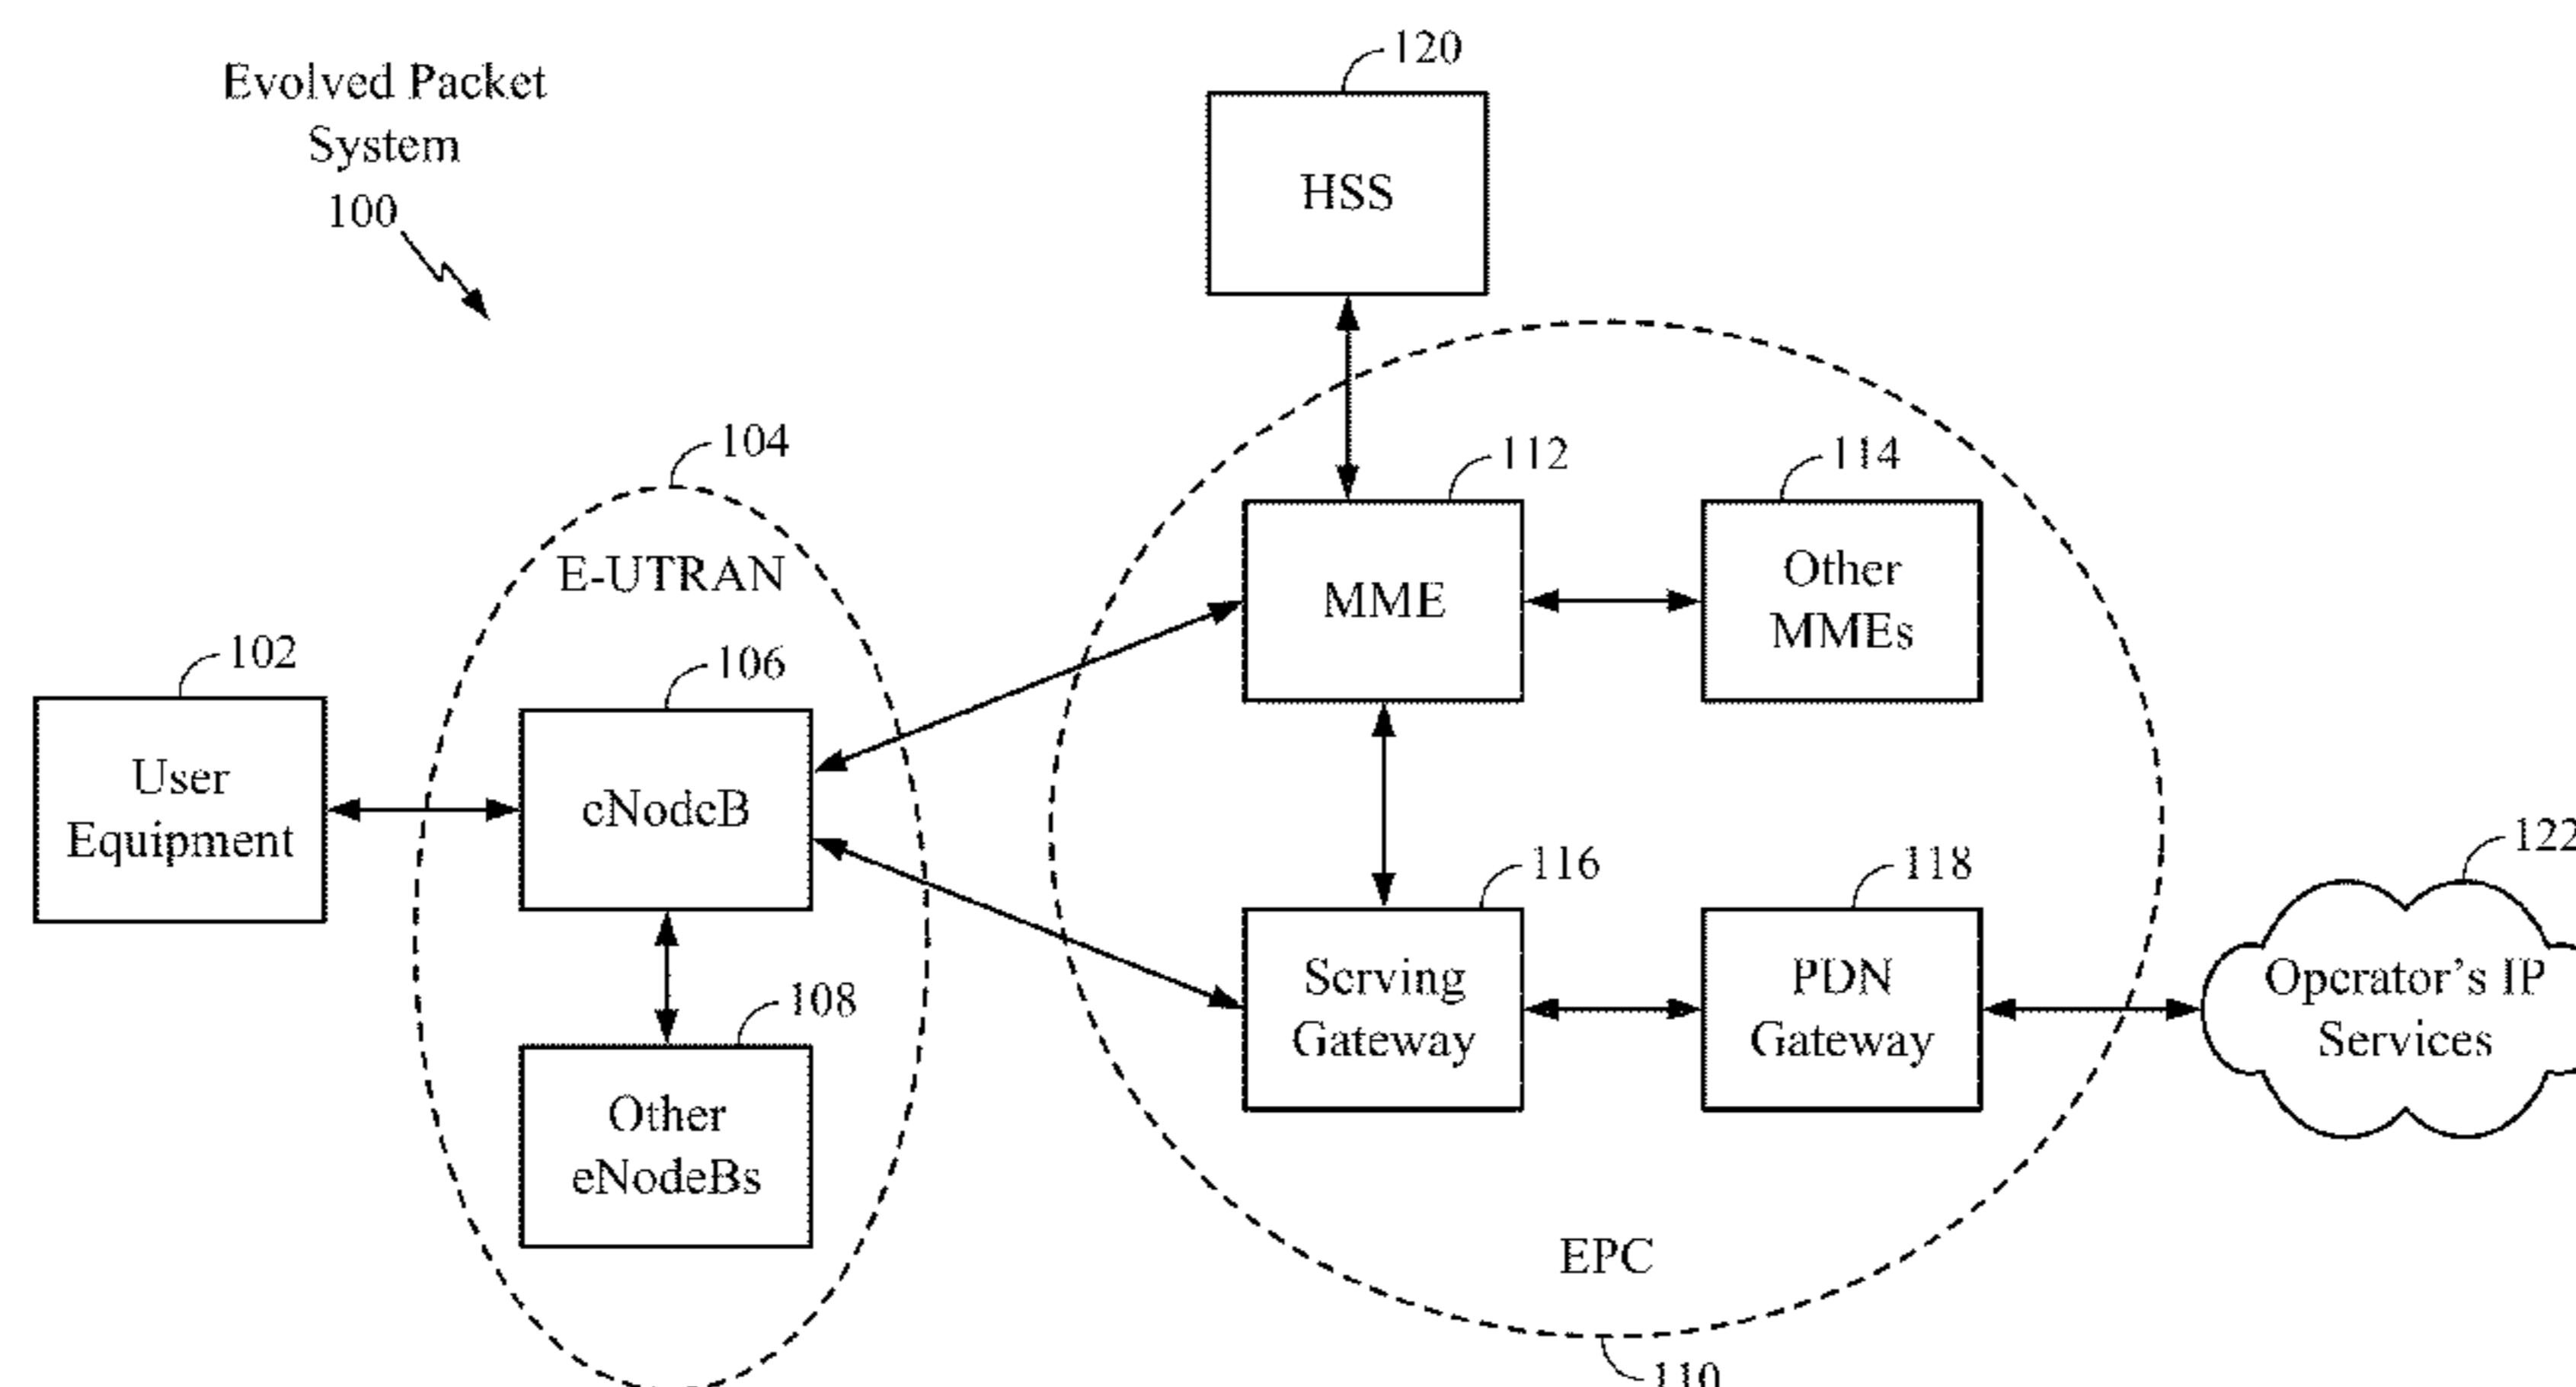 Evolved Packet
System
100
120
HSS
104
E-UTRAN
112
MME
114
Other
MMEs
102
User
Equipment
106
eNodeB
108
Other
eNodeBs
116
Serving
Gateway
118
PDN
Gateway
122
Operator's IP
Services
EPC
110